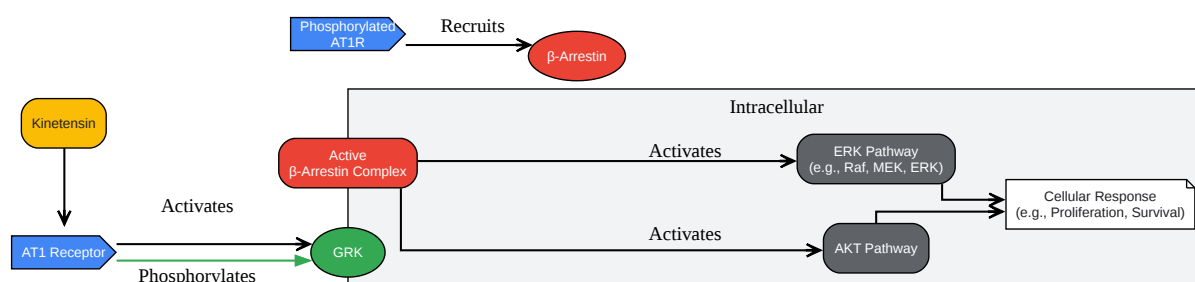 Phosphorylated
AT1R
Recruits
β-Arrestin
Intracellular
Kinetensin
Active
β-Arrestin Complex
Activates
ERK Pathway
(e.g., Raf, MEK, ERK)
Cellular Response
(e.g., Proliferation, Survival)
Activates
Activates
AT1 Receptor
GRK
AKT Pathway
Phosphorylates